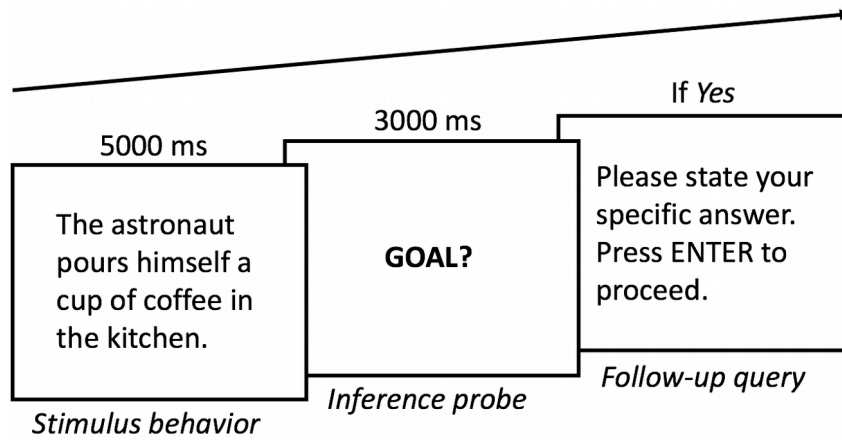 5000 ms
The astronaut
pours himself a
cup of coffee in
the kitchen.
Stimulus behavior
3000 ms
GOAL?
Inference probe
If Yes
Please state your
specific answer.
Press ENTER to
proceed.
Follow-up query